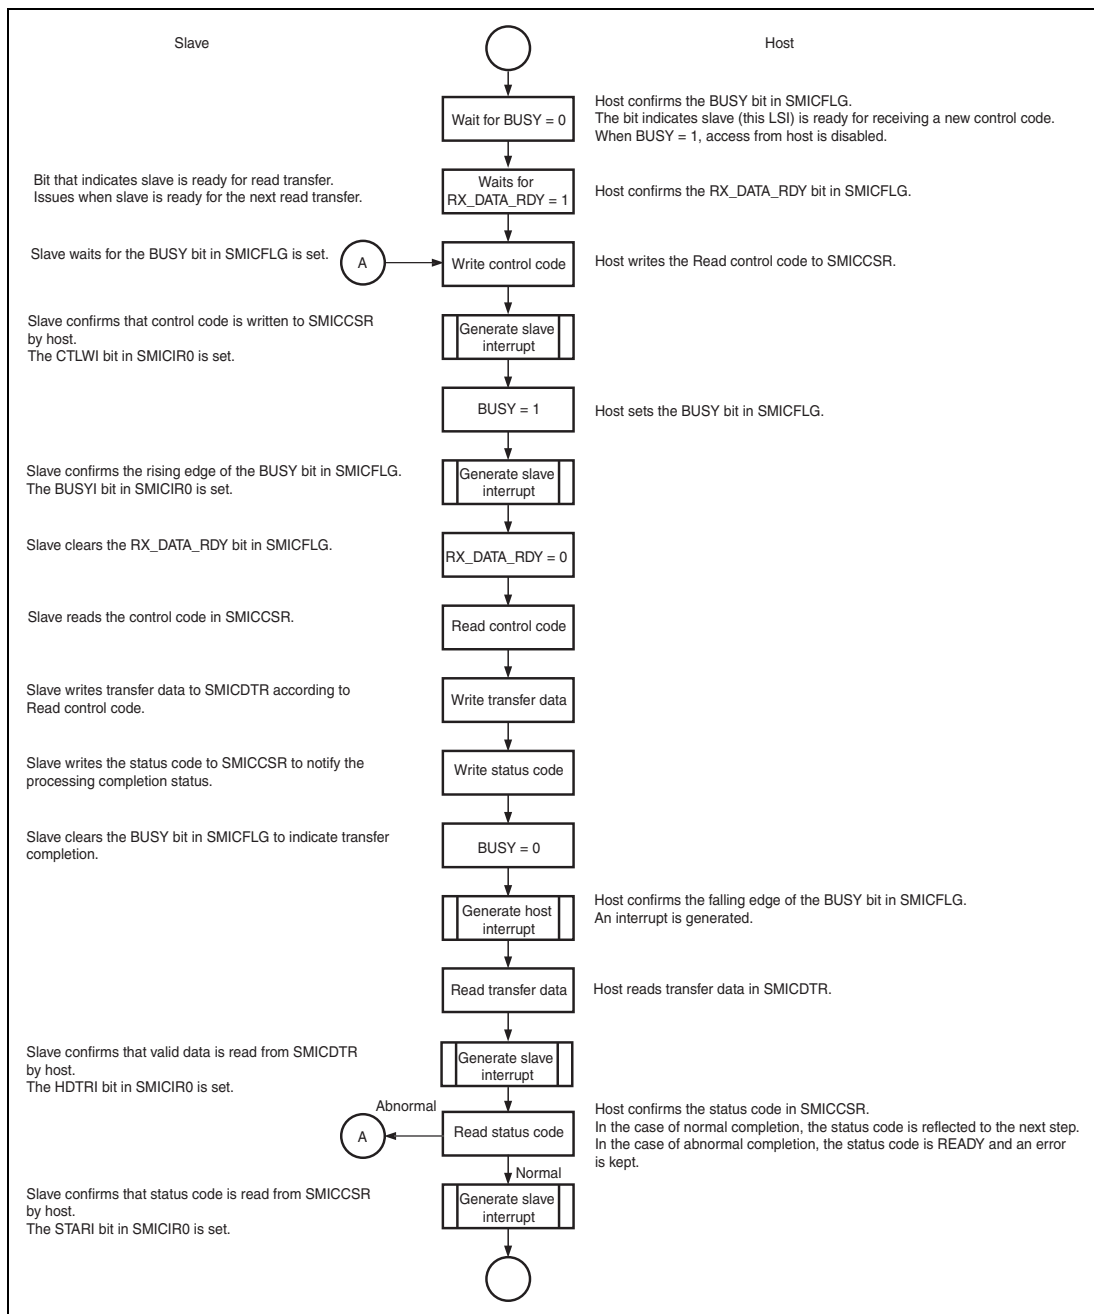 Slave
Host
Wait for BUSY = 0
Host confirms the BUSY bit in SMICFLG.
The bit indicates slave (this LSI) is ready for receiving a new control code.
When BUSY = 1, access from host is disabled.
Bit that indicates slave is ready for read transfer.
Issues when slave is ready for the next read transfer.
Waits for
RX_DATA_RDY = 1
Host confirms the RX_DATA_RDY bit in SMICFLG.
Slave waits for the BUSY bit in SMICFLG is set.
A
Write control code
Host writes the Read control code to SMICCSR.
Slave confirms that control code is written to SMICCSR
by host.
The CTLWI bit in SMICIR0 is set.
Generate slave
interrupt
BUSY = 1
Host sets the BUSY bit in SMICFLG.
Slave confirms the rising edge of the BUSY bit in SMICFLG.
The BUSYI bit in SMICIR0 is set.
Generate slave
interrupt
Slave clears the RX_DATA_RDY bit in SMICFLG.
RX_DATA_RDY = 0
Slave reads the control code in SMICCSR.
Read control code
Slave writes transfer data to SMICDTR according to
Read control code.
Write transfer data
Slave writes the status code to SMICCSR to notify the
processing completion status.
Write status code
Slave clears the BUSY bit in SMICFLG to indicate transfer
completion.
BUSY = 0
Generate host
interrupt
Host confirms the falling edge of the BUSY bit in SMICFLG.
An interrupt is generated.
Read transfer data
Host reads transfer data in SMICDTR.
Slave confirms that valid data is read from SMICDTR
by host.
The HDTRI bit in SMICIR0 is set.
Generate slave
interrupt
Abnormal
A
Read status code
Host confirms the status code in SMICCSR.
In the case of normal completion, the status code is reflected to the next step.
In the case of abnormal completion, the status code is READY and an error
is kept.
Normal
Slave confirms that status code is read from SMICCSR
by host.
The STARI bit in SMICIR0 is set.
Generate slave
interrupt